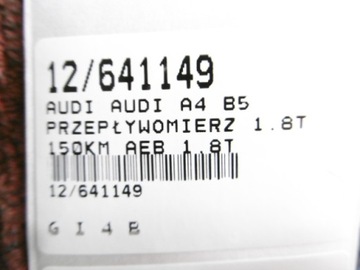 12/641149
AUDI AUDI A4 B5
PRZEPŁYWOMIERZ 1.8T
150KM AEB 1.8T
12/641149
G I 4 B